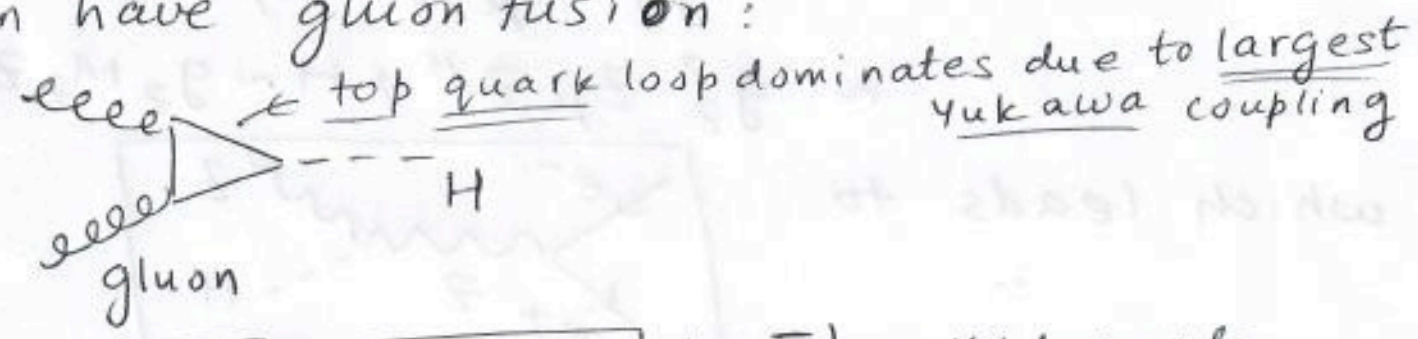 have gluon fusion :
top quark loop dominates due to largest
Yukawa coupling
H
gluon